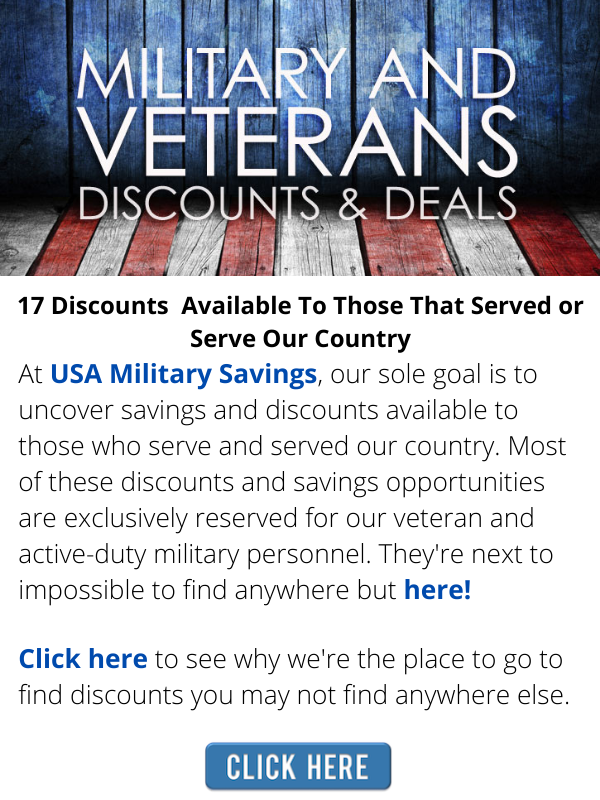 MILITARY AND
VETERANS
DISCOUNTS & DEALS
17 Discounts  Available To Those That Served or
Serve Our Country
At USA Military Savings, our sole goal is to
uncover savings and discounts available to
those who serve and served our country. Most
of these discounts and savings opportunities
are exclusively reserved for our veteran and
active-duty military personnel. They're next to
impossible to find anywhere but here!
Click here to see why we're the place to go to
find discounts you may not find anywhere else.
CLICK HERE